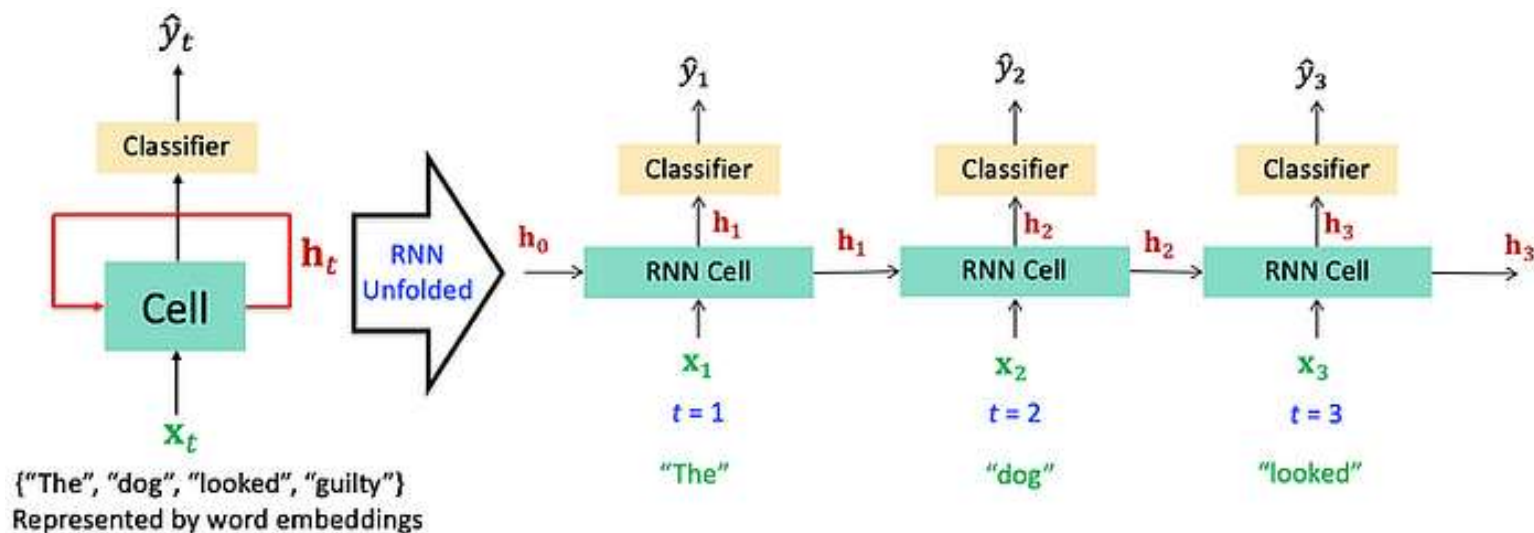 ŷₜ
Classifier
hₜ
Cell
xₜ
{“The”, “dog”, “looked”, “guilty”}
Represented by word embeddings
RNN
Unfolded
ŷ₁ ŷ₂ ŷ₃
Classifier Classifier Classifier
h₁ h₂ h₃
h₀ RNN Cell h₁ RNN Cell h₂ RNN Cell h₃
x₁ x₂ x₃
t = 1 t = 2 t = 3
“The” “dog” “looked”